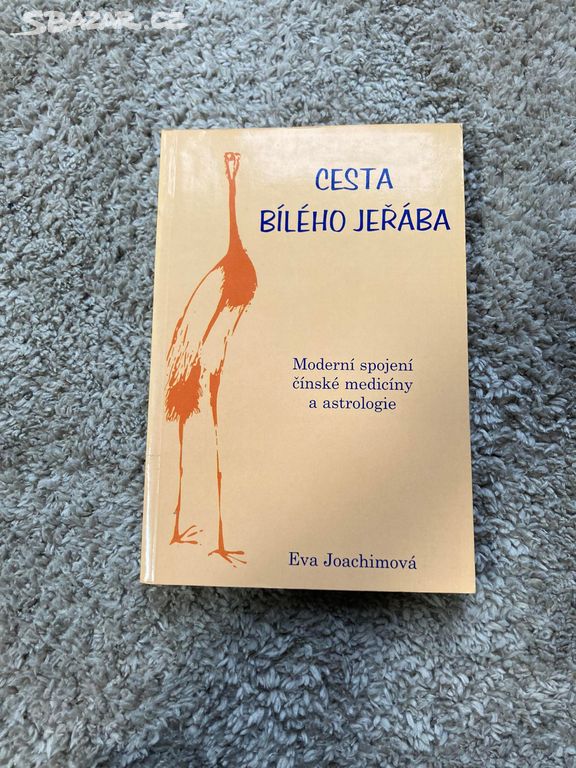 SBAZAR.CZ
CESTA
BÍLÉHO JEŘÁBA
Moderní spojení
čínské medicíny
a astrologie
Eva Joachimová